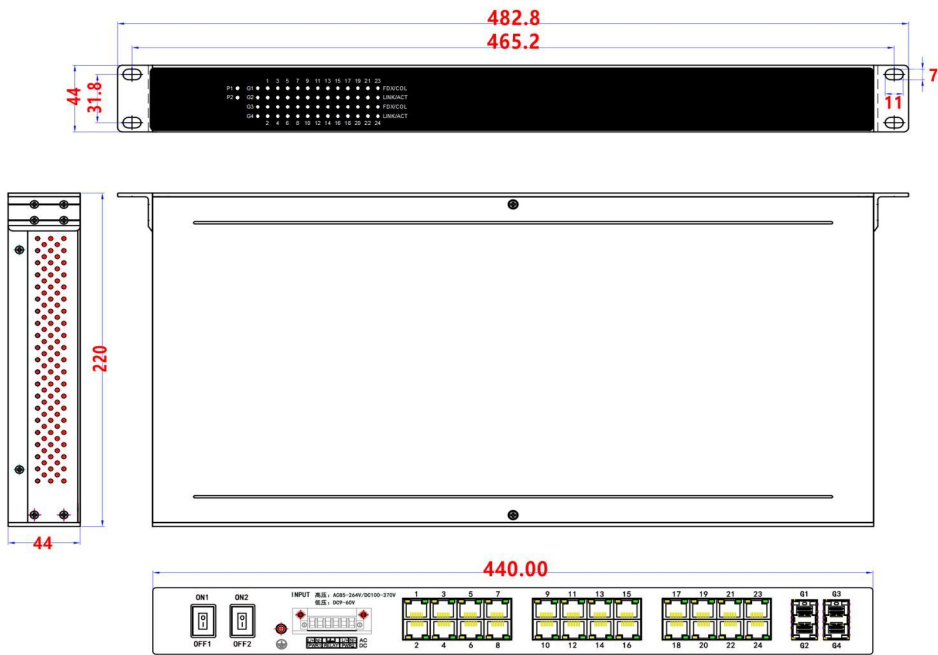 482.8
465.2
44
31.8
7
11
1 3 5 7 9 11 13 15 17 19 21 23
P1 G1 FDX/COL
P2 G2 LINK/ACT
G3 FDX/COL
G4 LINK/ACT
2 4 6 8 10 12 14 16 18 20 22 24
220
44
440.00
ON1 ON2
OFF1 OFF2
INPUT 高压：AC85-264V/DC100-370V
低压：DC9-60V
AC
PWR1 RELAY PWR2 DC
1 3 5 7 9 11 13 15 17 19 21 23 G1 G3
2 4 6 8 10 12 14 16 18 20 22 24 G2 G4